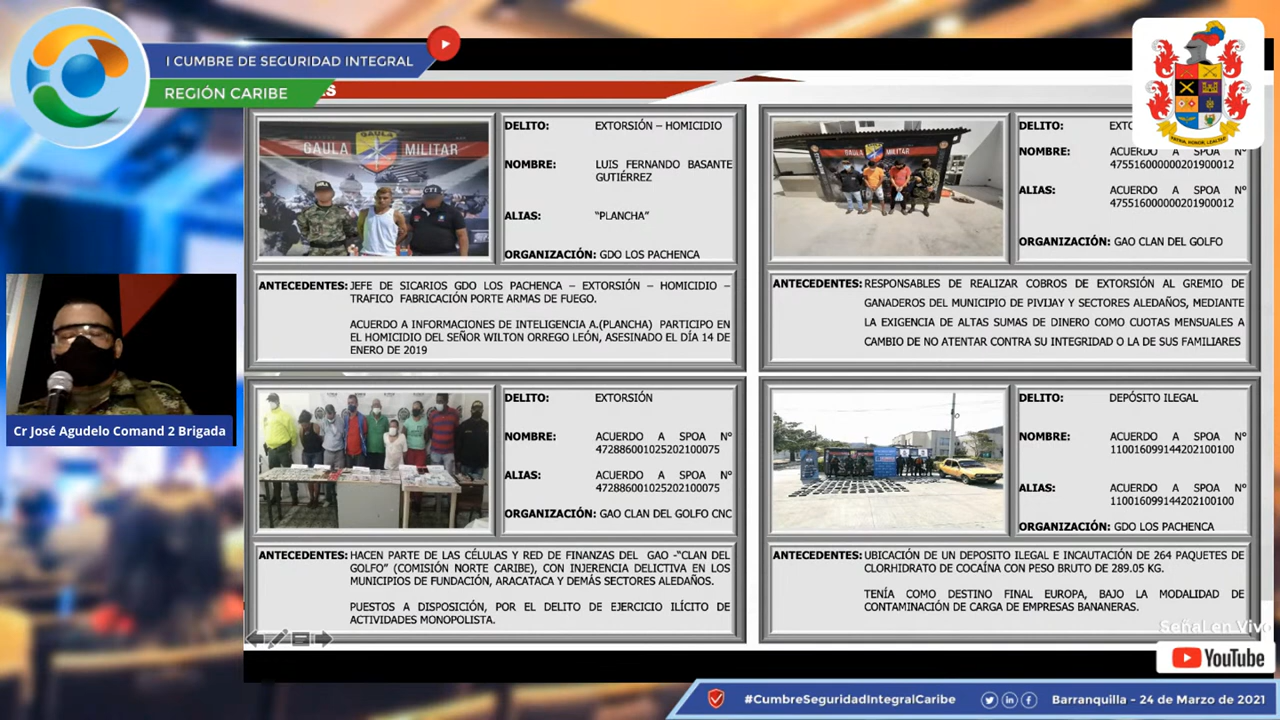 I CUMBRE DE SEGURIDAD INTEGRAL
REGIÓN CARIBE
GAULA MILITAR
DELITO: EXTORSIÓN – HOMICIDIO
NOMBRE: LUIS FERNANDO BASANTE
GUTIÉRREZ
ALIAS: "PLANCHA"
ORGANIZACIÓN: GDO LOS PACHENCA
ANTECEDENTES: JEFE DE SICARIOS GDO LOS PACHENCA – EXTORSIÓN – HOMICIDIO –
TRAFICO FABRICACIÓN PORTE ARMAS DE FUEGO.
ACUERDO A INFORMACIONES DE INTELIGENCIA A.(PLANCHA) PARTICIPO EN
EL HOMICIDIO DEL SEÑOR WILTON ORREGO LEÓN, ASESINADO EL DÍA 14 DE
ENERO DE 2019
GAULA MILITAR
DELITO:
NOMBRE: ACUERDO A SPOA Nº
475516000000201900012
ALIAS: ACUERDO A SPOA Nº
475516000000201900012
ORGANIZACIÓN: GAO CLAN DEL GOLFO
ANTECEDENTES: RESPONSABLES DE REALIZAR COBROS DE EXTORSIÓN AL GREMIO DE
GANADEROS DEL MUNICIPIO DE PIVIJAY Y SECTORES ALEDAÑOS, MEDIANTE
LA EXIGENCIA DE ALTAS SUMAS DE DINERO COMO CUOTAS MENSUALES A
CAMBIO DE NO ATENTAR CONTRA SU INTEGRIDAD O LA DE SUS FAMILIARES
DELITO: EXTORSIÓN
NOMBRE: ACUERDO A SPOA Nº
472886001025202100075
ALIAS: ACUERDO A SPOA Nº
472886001025202100075
ORGANIZACIÓN: GAO CLAN DEL GOLFO CNC
ANTECEDENTES: HACEN PARTE DE LAS CÉLULAS Y RED DE FINANZAS DEL GAO -"CLAN DEL
GOLFO" (COMISIÓN NORTE CARIBE), CON INJERENCIA DELICTIVA EN LOS
MUNICIPIOS DE FUNDACIÓN, ARACATACA Y DEMÁS SECTORES ALEDAÑOS.
PUESTOS A DISPOSICIÓN, POR EL DELITO DE EJERCICIO ILÍCITO DE
ACTIVIDADES MONOPOLISTA.
DELITO: DEPÓSITO ILEGAL
NOMBRE: ACUERDO A SPOA Nº
110016099144202100100
ALIAS: ACUERDO A SPOA Nº
110016099144202100100
ORGANIZACIÓN: GDO LOS PACHENCA
ANTECEDENTES: UBICACIÓN DE UN DEPOSITO ILEGAL E INCAUTACIÓN DE 264 PAQUETES DE
CLORHIDRATO DE COCAÍNA CON PESO BRUTO DE 289.05 KG.
TENÍA COMO DESTINO FINAL EUROPA, BAJO LA MODALIDAD DE
CONTAMINACIÓN DE CARGA DE EMPRESAS BANANERAS.
Cr José Agudelo Comand 2 Brigada
Señal en Vivo
YouTube
#CumbreSeguridadIntegralCaribe
Barranquilla - 24 de Marzo de 2021